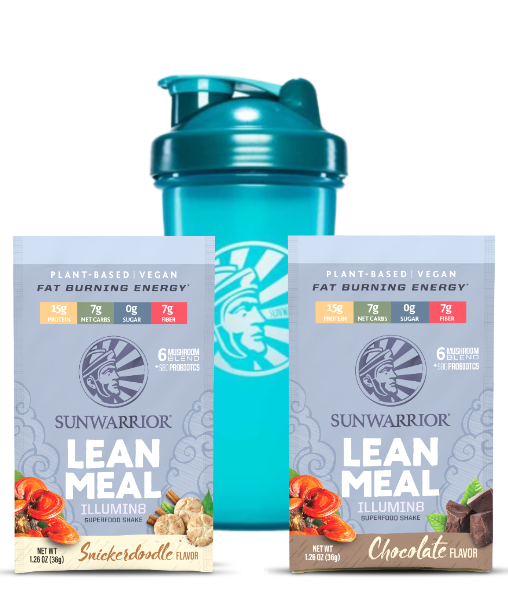 PLANT-BASED | VEGAN
FAT BURNING ENERGY*
15g PROTEIN
7g NET CARBS
0g SUGAR
7g FIBER
6 MUSHROOM BLEND
+SBC PROBIOTICS
SUNWARRIOR®
LEAN
MEAL
ILLUMIN8
SUPERFOOD SHAKE
NET WT
1.26 OZ (36g)
Snickerdoodle FLAVOR
PLANT-BASED | VEGAN
FAT BURNING ENERGY*
15g PROTEIN
7g NET CARBS
0g SUGAR
7g FIBER
6 MUSHROOM BLEND
+SBC PROBIOTICS
SUNWARRIOR®
LEAN
MEAL
ILLUMIN8
SUPERFOOD SHAKE
NET WT
1.26 OZ (36g)
Chocolate FLAVOR